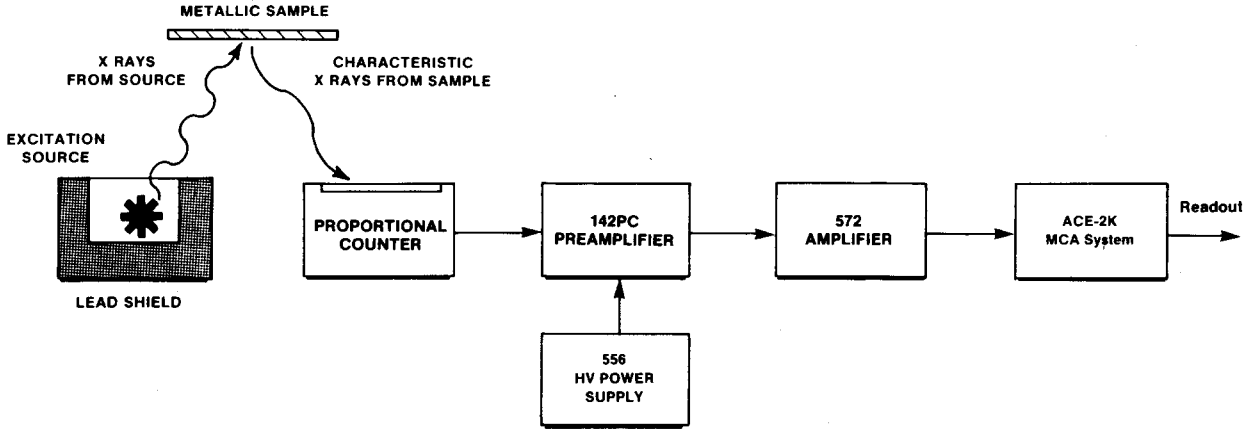 METALLIC SAMPLE
X RAYS
FROM SOURCE
CHARACTERISTIC
X RAYS FROM SAMPLE
EXCITATION
SOURCE
LEAD SHIELD
PROPORTIONAL
COUNTER
142PC
PREAMPLIFIER
572
AMPLIFIER
ACE-2K
MCA System
Readout
556
HV POWER
SUPPLY